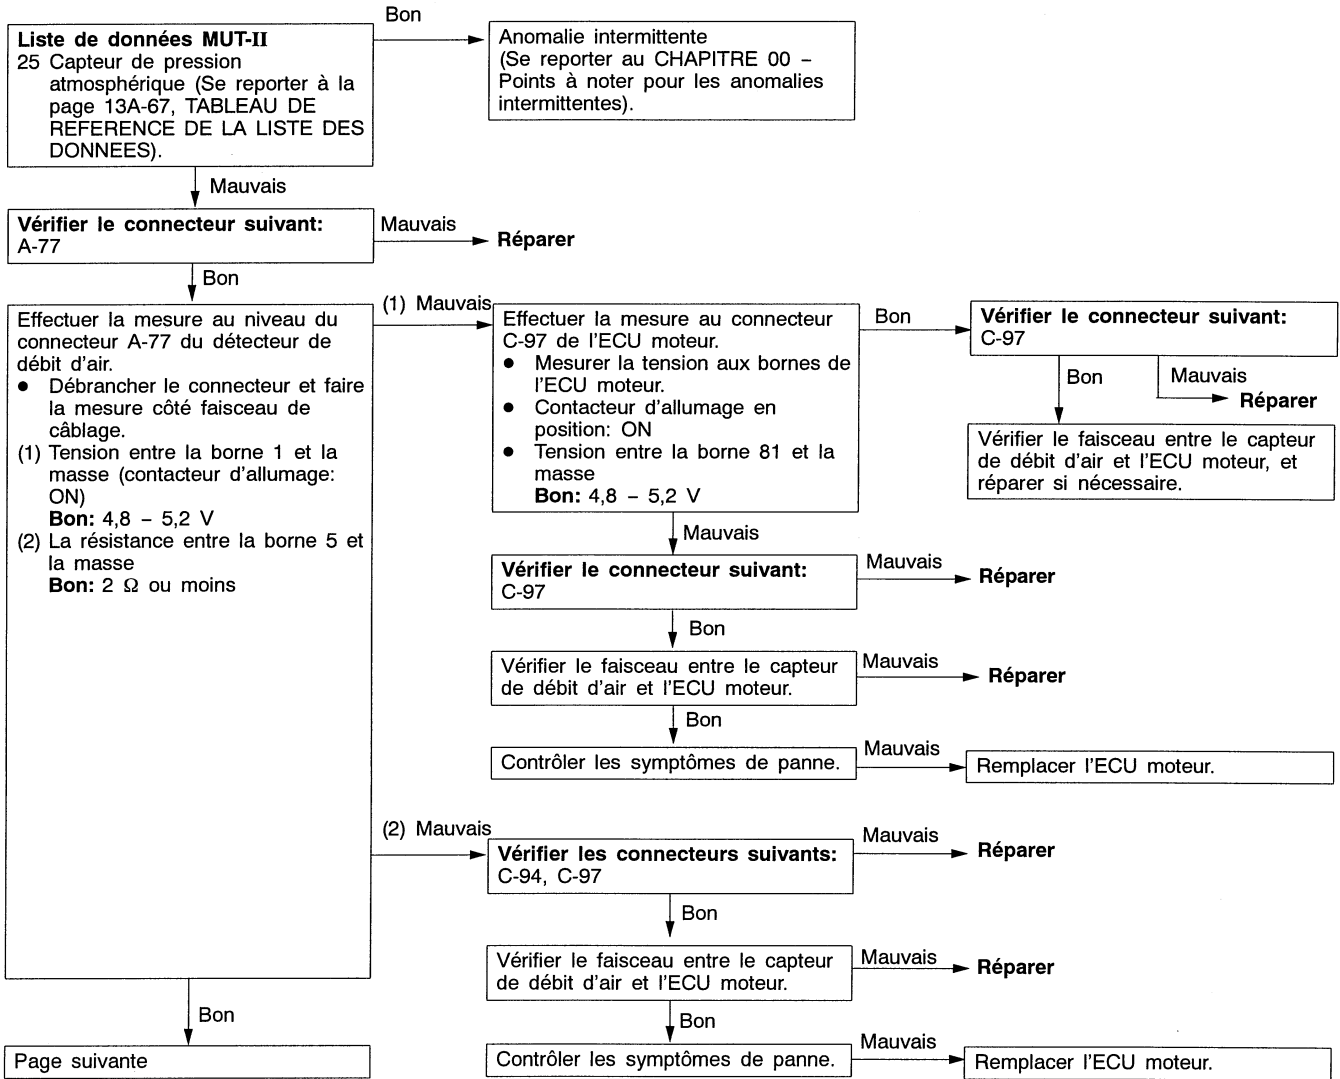 Liste de données MUT-II
25 Capteur de pression
atmosphérique (Se reporter à la
page 13A-67, TABLEAU DE
REFERENCE DE LA LISTE DES
DONNEES).
Bon
Anomalie intermittente
(Se reporter au CHAPITRE 00 –
Points à noter pour les anomalies
intermittentes).
Mauvais
Vérifier le connecteur suivant:
A-77
Mauvais
Réparer
Bon
Effectuer la mesure au niveau du
connecteur A-77 du détecteur de
débit d'air.
● Débrancher le connecteur et faire
la mesure côté faisceau de
câblage.
(1) Tension entre la borne 1 et la
masse (contacteur d'allumage:
ON)
Bon: 4,8 – 5,2 V
(2) La résistance entre la borne 5 et
la masse
Bon: 2 Ω ou moins
(1) Mauvais
Effectuer la mesure au connecteur
C-97 de l'ECU moteur.
● Mesurer la tension aux bornes de
l'ECU moteur.
● Contacteur d'allumage en
position: ON
● Tension entre la borne 81 et la
masse
Bon: 4,8 – 5,2 V
Bon
Vérifier le connecteur suivant:
C-97
Bon
Mauvais
Réparer
Vérifier le faisceau entre le capteur
de débit d'air et l'ECU moteur, et
réparer si nécessaire.
Mauvais
Vérifier le connecteur suivant:
C-97
Mauvais
Réparer
Bon
Vérifier le faisceau entre le capteur
de débit d'air et l'ECU moteur.
Mauvais
Réparer
Bon
Contrôler les symptômes de panne.
Mauvais
Remplacer l'ECU moteur.
(2) Mauvais
Vérifier les connecteurs suivants:
C-94, C-97
Mauvais
Réparer
Bon
Vérifier le faisceau entre le capteur
de débit d'air et l'ECU moteur.
Mauvais
Réparer
Bon
Contrôler les symptômes de panne.
Mauvais
Remplacer l'ECU moteur.
Bon
Page suivante